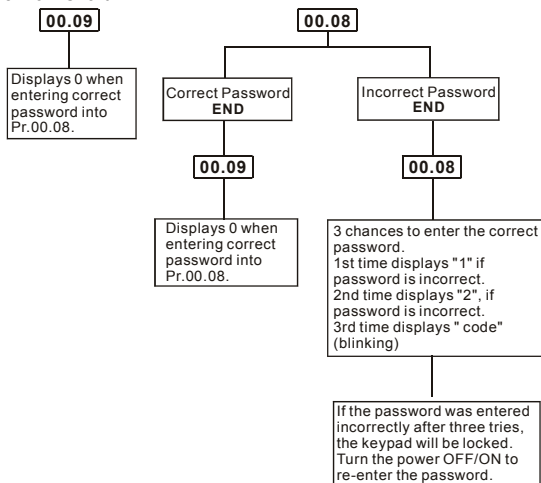 00.09
Displays 0 when
entering correct
password into
Pr.00.08.
00.08
Correct Password
END
00.09
Displays 0 when
entering correct
password into
Pr.00.08.
Incorrect Password
END
00.08
3 chances to enter the correct
password.
1st time displays "1" if
password is incorrect.
2nd time displays "2", if
password is incorrect.
3rd time displays " code"
(blinking)
If the password was entered
incorrectly after three tries,
the keypad will be locked.
Turn the power OFF/ON to
re-enter the password.